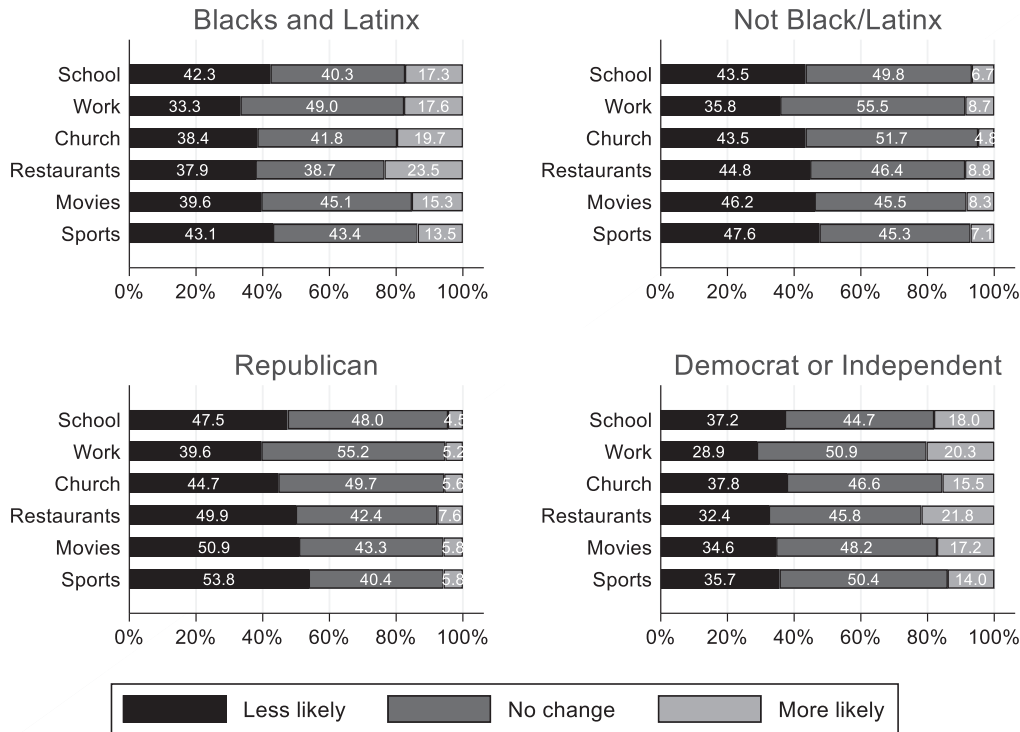 Blacks and Latinx
School 42.3 40.3 17.3
Work 33.3 49.0 17.6
Church 38.4 41.8 19.7
Restaurants 37.9 38.7 23.5
Movies 39.6 45.1 15.3
Sports 43.1 43.4 13.5
0% 20% 40% 60% 80% 100%
Not Black/Latinx
School 43.5 49.8 6.7
Work 35.8 55.5 8.7
Church 43.5 51.7 4.8
Restaurants 44.8 46.4 8.8
Movies 46.2 45.5 8.3
Sports 47.6 45.3 7.1
0% 20% 40% 60% 80% 100%
Republican
School 47.5 48.0 4.5
Work 39.6 55.2 5.2
Church 44.7 49.7 5.6
Restaurants 49.9 42.4 7.6
Movies 50.9 43.3 5.8
Sports 53.8 40.4 5.8
0% 20% 40% 60% 80% 100%
Democrat or Independent
School 37.2 44.7 18.0
Work 28.9 50.9 20.3
Church 37.8 46.6 15.5
Restaurants 32.4 45.8 21.8
Movies 34.6 48.2 17.2
Sports 35.7 50.4 14.0
0% 20% 40% 60% 80% 100%
Less likely No change More likely